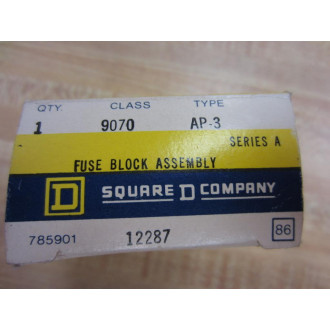 QTY. CLASS TYPE
1 9070 AP-3
SERIES A
FUSE BLOCK ASSEMBLY
D SQUARE D COMPANY
785901 12287 86